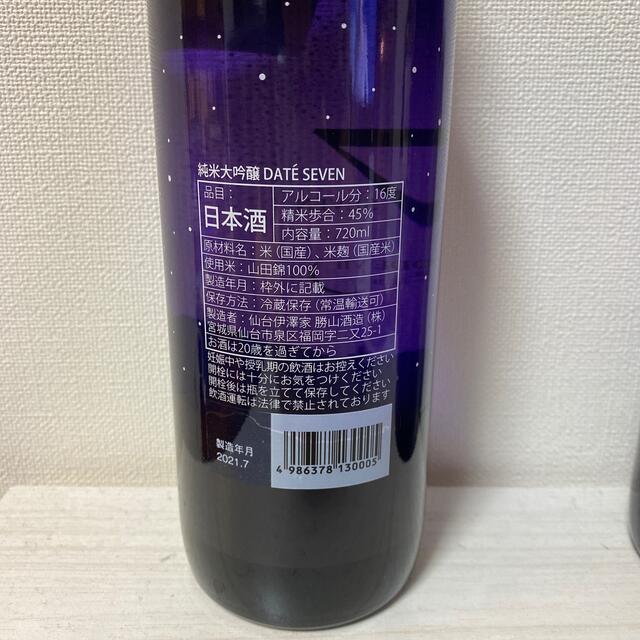 純米大吟醸 DATÉ SEVEN
品目：
日本酒
アルコール分：16度
精米歩合：45%
内容量：720ml
原材料名：米（国産）、米麹（国産米）
使用米：山田錦100%
製造年月：枠外に記載
保存方法：冷蔵保存（常温輸送可）
製造者：仙台伊澤家 勝山酒造（株）
宮城県仙台市泉区福岡字二又25-1
お酒は20歳を過ぎてから
妊娠中や授乳期の飲酒はお控えください
開栓には十分にお気をつけください
開栓後は瓶を立てて保存してください
飲酒運転は法律で禁止されております
製造年月
2021.7
4 986378 130005